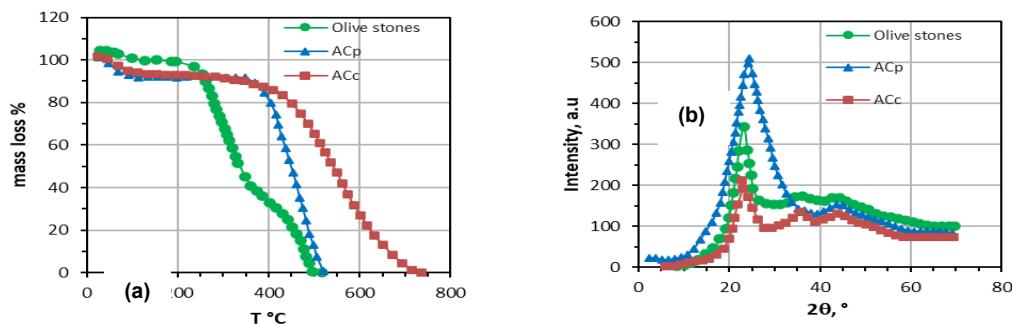 120
100
80
60
40
20
0
mass loss %
Olive stones
ACp
ACc
(a)
0
200
400
600
800
T °C
600
500
400
300
200
100
0
Intensity, a.u
Olive stones
ACp
ACc
(b)
0
20
40
60
80
2Θ, °